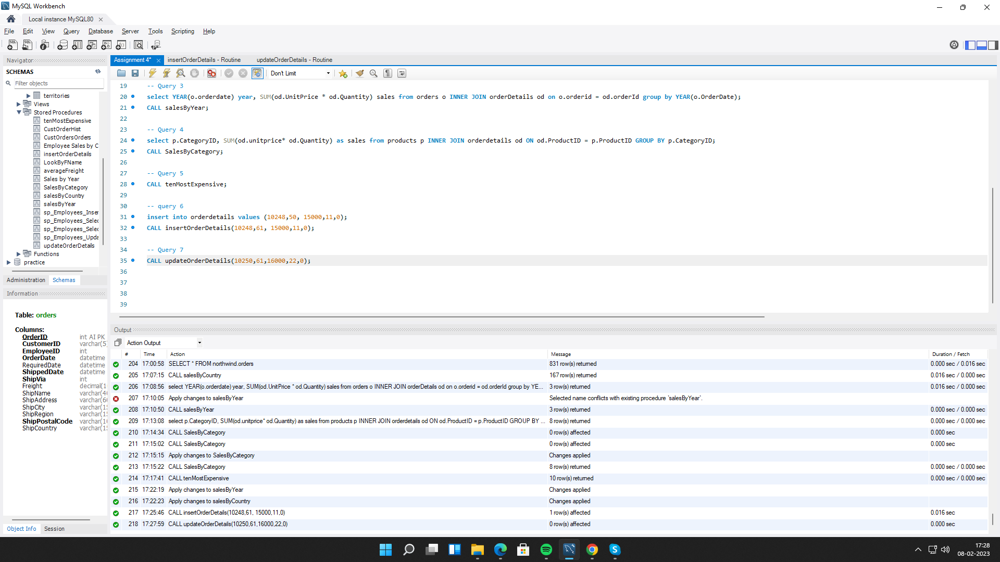 MySQL Workbench
Local instance MySQL80
File Edit View Query Database Server Tools Scripting Help
Navigator
SCHEMAS
Filter objects
territories
Views
Stored Procedures
tenMostExpensive
CustOrderHist
CustOrdersOrders
Employee Sales by C
insertOrderDetails
LookByFName
averageFreight
Sales by Year
SalesByCategory
salesByCountry
salesByYear
sp_Employees_Inser
sp_Employees_Selec
sp_Employees_Selec
sp_Employees_Upda
updateOrderDetails
Functions
practice
Administration Schemas
Information
Table: orders
Columns:
OrderID int AI PK
CustomerID varchar(5)
EmployeeID int
OrderDate datetime
RequiredDate datetime
ShippedDate datetime
ShipVia int
Freight decimal(1
ShipName varchar(4
ShipAddress varchar(6
ShipCity varchar(15
ShipRegion varchar(15
ShipPostalCode varchar(10
ShipCountry varchar(15
Object Info Session
Assignment 4* insertOrderDetails - Routine updateOrderDetails - Routine
Don't Limit
19 -- Query 3
20 select YEAR(o.orderdate) year, SUM(od.UnitPrice * od.Quantity) sales from orders o INNER JOIN orderDetails od on o.orderid = od.orderId group by YEAR(o.OrderDate);
21 CALL salesByYear;
22
23 -- Query 4
24 select p.CategoryID, SUM(od.unitprice* od.Quantity) as sales from products p INNER JOIN orderdetails od ON od.ProductID = p.ProductID GROUP BY p.CategoryID;
25 CALL SalesByCategory;
26
27 -- Query 5
28 CALL tenMostExpensive;
29
30 -- query 6
31 insert into orderdetails values (10248,50, 15000,11,0);
32 CALL insertOrderDetails(10248,61, 15000,11,0);
33
34 -- Query 7
35 CALL updateOrderDetails(10250,61,16000,22,0);
36
37
38
39
Output
Action Output
# Time Action Message Duration / Fetch
204 17:00:58 SELECT * FROM northwind.orders 831 row(s) returned 0.000 sec / 0.016 sec
205 17:07:15 CALL salesByCountry 167 row(s) returned 0.016 sec / 0.000 sec
206 17:08:56 select YEAR(o.orderdate) year, SUM(od.UnitPrice * od.Quantity) sales from orders o INNER JOIN orderDetails od on o.orderid = od.orderId group by YE... 3 row(s) returned 0.016 sec / 0.000 sec
207 17:10:05 Apply changes to salesByYear Selected name conflicts with existing procedure `salesByYear`.
208 17:10:50 CALL salesByYear 3 row(s) returned 0.000 sec / 0.000 sec
209 17:13:08 select p.CategoryID, SUM(od.unitprice* od.Quantity) as sales from products p INNER JOIN orderdetails od ON od.ProductID = p.ProductID GROUP BY ... 8 row(s) returned 0.000 sec / 0.000 sec
210 17:14:34 CALL SalesByCategory 0 row(s) affected 0.000 sec
211 17:15:02 CALL SalesByCategory 0 row(s) affected 0.000 sec
212 17:15:15 Apply changes to SalesByCategory Changes applied
213 17:15:22 CALL SalesByCategory 8 row(s) returned 0.000 sec / 0.000 sec
214 17:17:41 CALL tenMostExpensive 10 row(s) returned 0.000 sec / 0.000 sec
215 17:22:19 Apply changes to salesByYear Changes applied
216 17:22:23 Apply changes to salesByCountry Changes applied
217 17:25:46 CALL insertOrderDetails(10248,61, 15000,11,0) 1 row(s) affected 0.016 sec
218 17:27:59 CALL updateOrderDetails(10250,61,16000,22,0) 0 row(s) affected 0.000 sec
17:28
08-02-2023